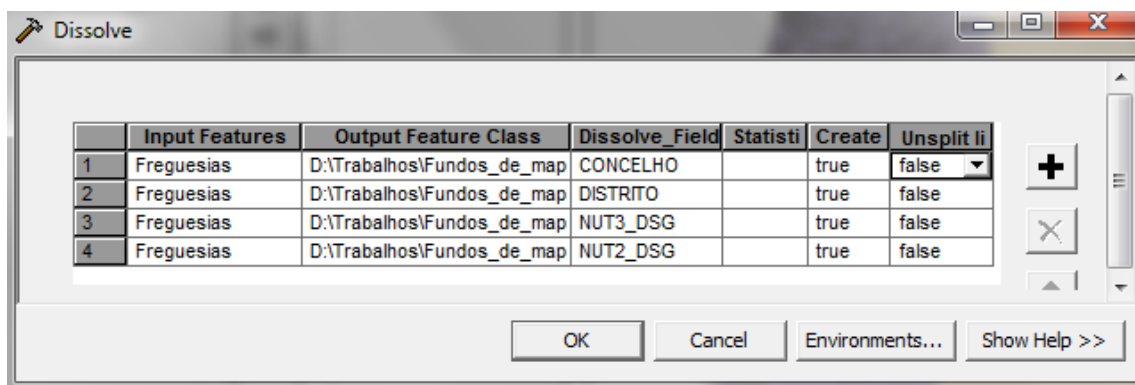 Dissolve
Input Features Output Feature Class Dissolve_Field Statisti Create Unsplit li
1 Freguesias D:\Trabalhos\Fundos_de_map CONCELHO true false
2 Freguesias D:\Trabalhos\Fundos_de_map DISTRITO true false
3 Freguesias D:\Trabalhos\Fundos_de_map NUT3_DSG true false
4 Freguesias D:\Trabalhos\Fundos_de_map NUT2_DSG true false
OK Cancel Environments... Show Help >>